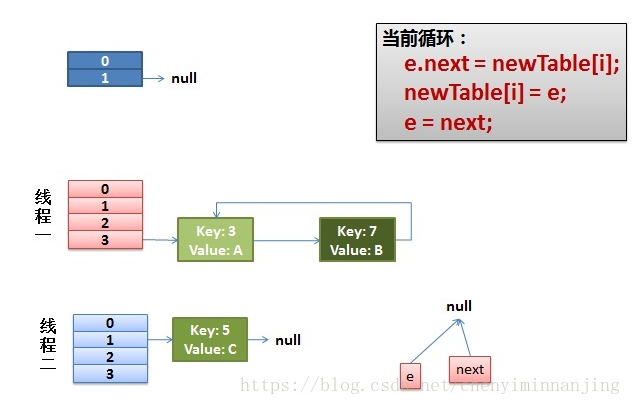 0
1
null
当前循环：
e.next = newTable[i];
newTable[i] = e;
e = next;
线程一
0
1
2
3
Key: 3
Value: A
Key: 7
Value: B
线程二
0
1
2
3
Key: 5
Value: C
null
null
e
next
https://blog.csdn.net/chenyiminnanjing